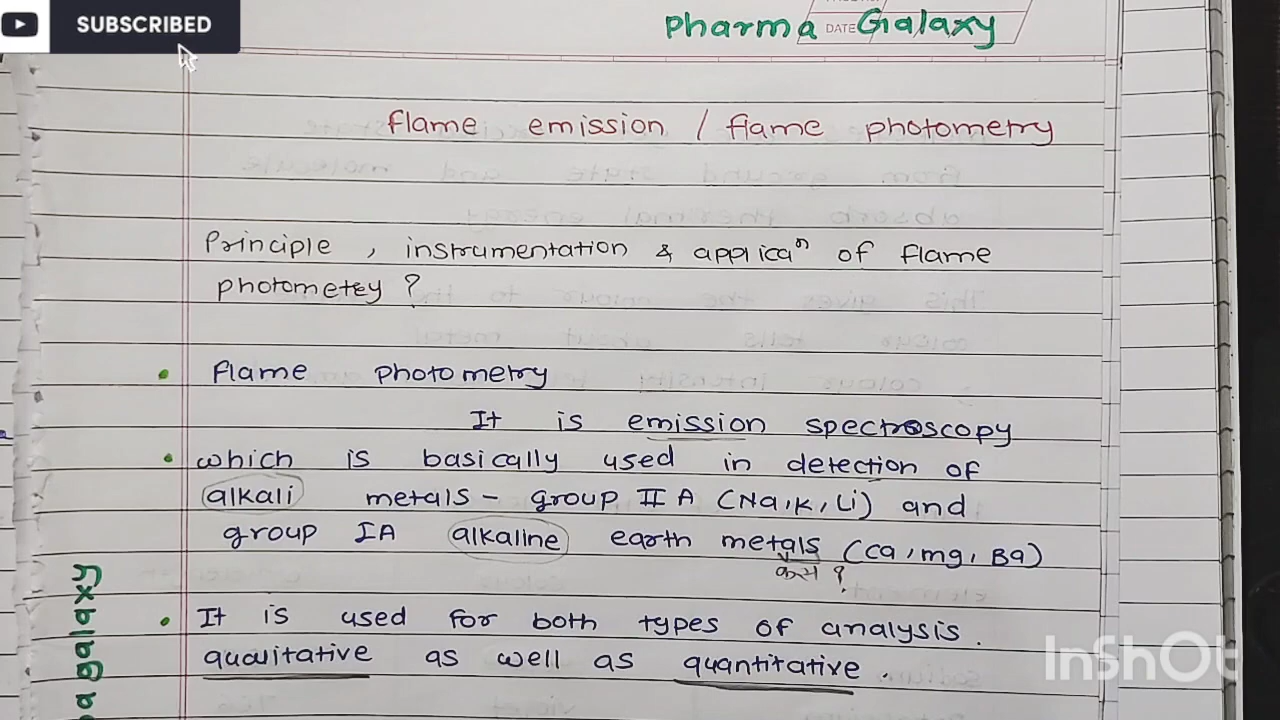 SUBSCRIBED
Pharma Galaxy
DATE
flame emission / flame photometry
Principle , instrumentation & applicaⁿ of flame
photometey ?
flame photometry
It is emission spectroscopy
which is basically used in detection of
alkali metals - group II A (Na, K, Li) and
group IA alkaline earth metals (ca, mg, Ba)
It is used for both types of analysis.
qualitative as well as quantitative .
a galaxy
InShOt